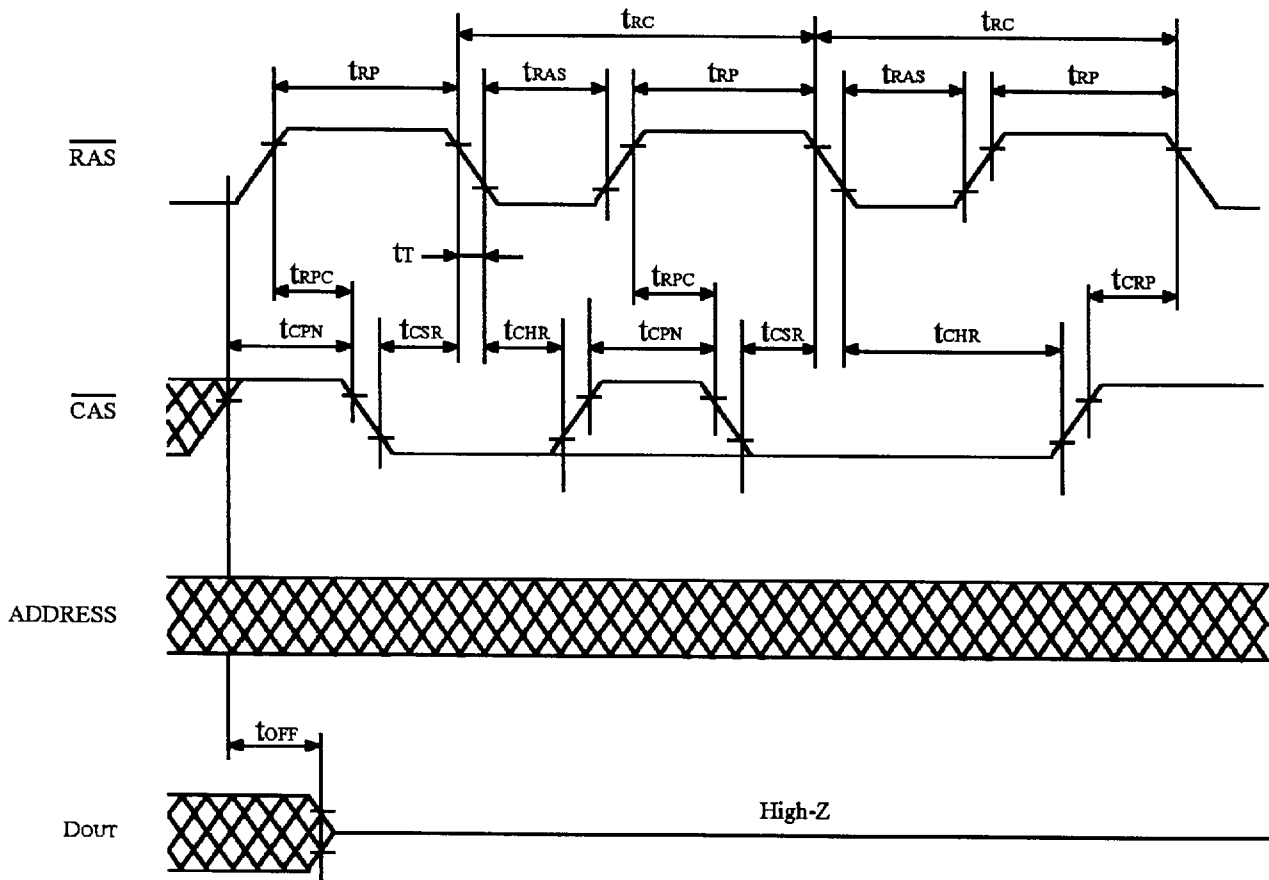 tRC tRC
tRP tRAS tRP tRAS tRP
RAS
tT
tRPC tRPC tCRP
tCPN tCSR tCHR tCPN tCSR tCHR
CAS
ADDRESS
tOFF
High-Z
DOUT